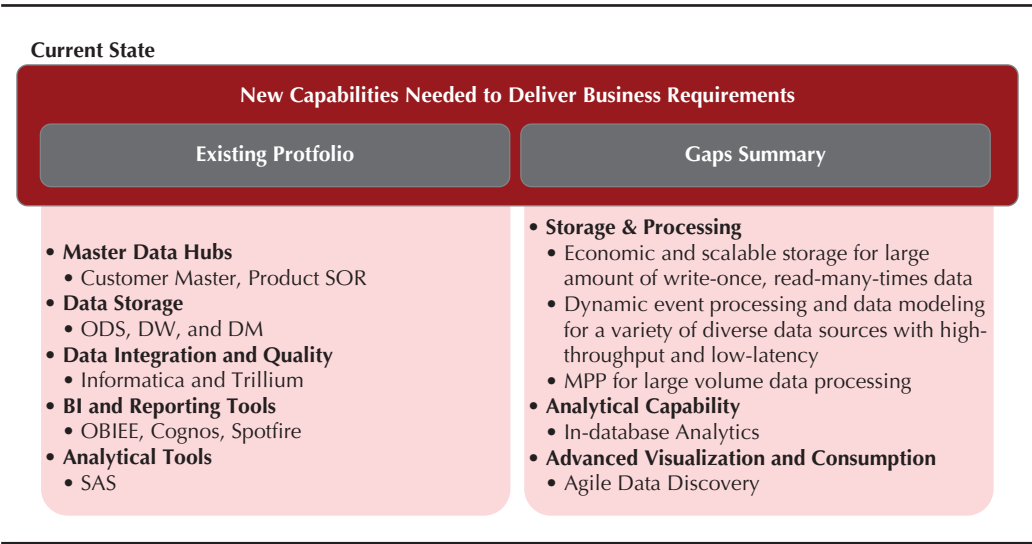 Current State
New Capabilities Needed to Deliver Business Requirements
Existing Protfolio
Gaps Summary
• Master Data Hubs
• Customer Master, Product SOR
• Data Storage
• ODS, DW, and DM
• Data Integration and Quality
• Informatica and Trillium
• BI and Reporting Tools
• OBIEE, Cognos, Spotfire
• Analytical Tools
• SAS
• Storage & Processing
• Economic and scalable storage for large
amount of write-once, read-many-times data
• Dynamic event processing and data modeling
for a variety of diverse data sources with high-
throughput and low-latency
• MPP for large volume data processing
• Analytical Capability
• In-database Analytics
• Advanced Visualization and Consumption
• Agile Data Discovery